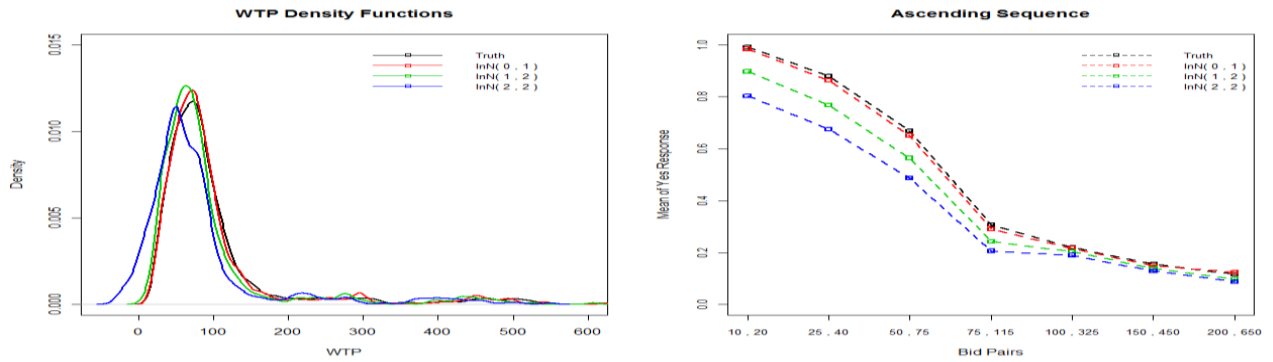 WTP Density Functions
Density
0.015
0.010
0.005
0.000
Truth
lnN( 0 , 1 )
lnN( 1 , 2 )
lnN( 2 , 2 )
0 100 200 300 400 500 600
WTP
Ascending Sequence
Mean of Yes Response
1.0
0.8
0.6
0.4
0.2
0.0
Truth
lnN( 0 , 1 )
lnN( 1 , 2 )
lnN( 2 , 2 )
10 , 20 25 , 40 50 , 75 75 , 115 100 , 325 150 , 450 200 , 650
Bid Pairs